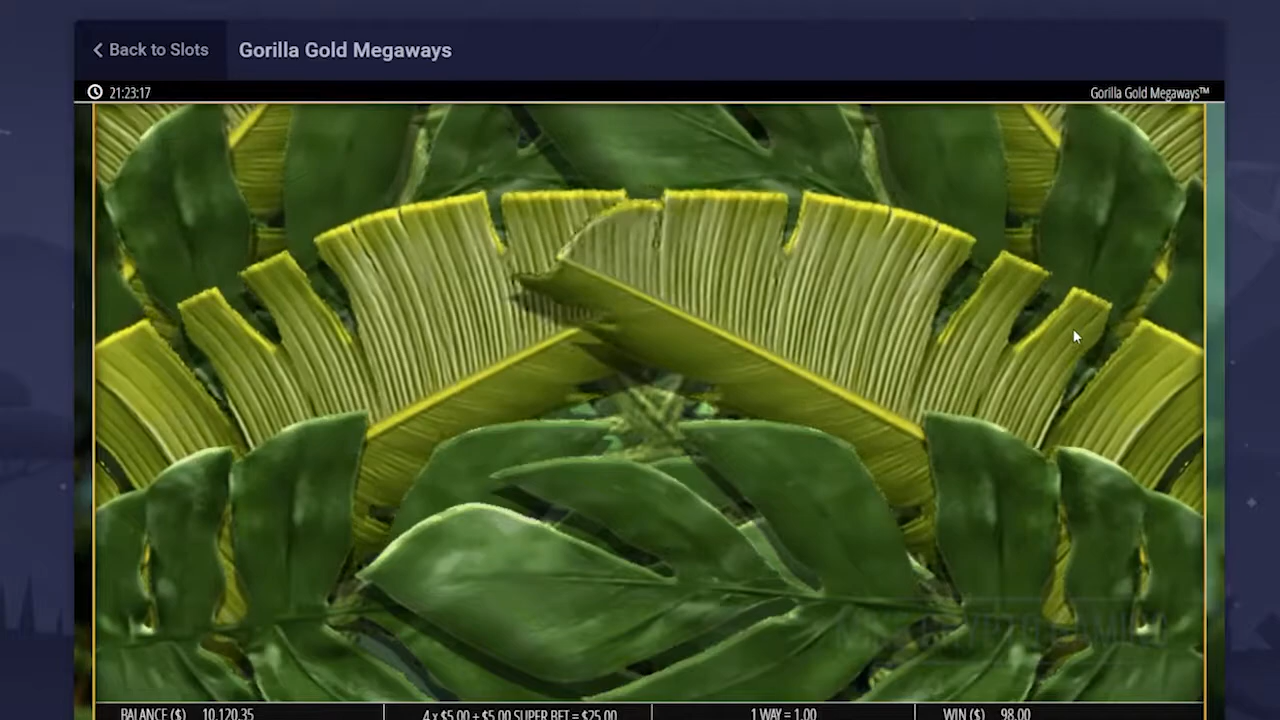 Back to Slots
Gorilla Gold Megaways
21:23:17
Gorilla Gold Megaways™
BALANCE ($) 10,120.35
4 x $5.00 + $5.00 SUPER BET = $25.00
1 WAY = 1.00
WIN ($) 98.00